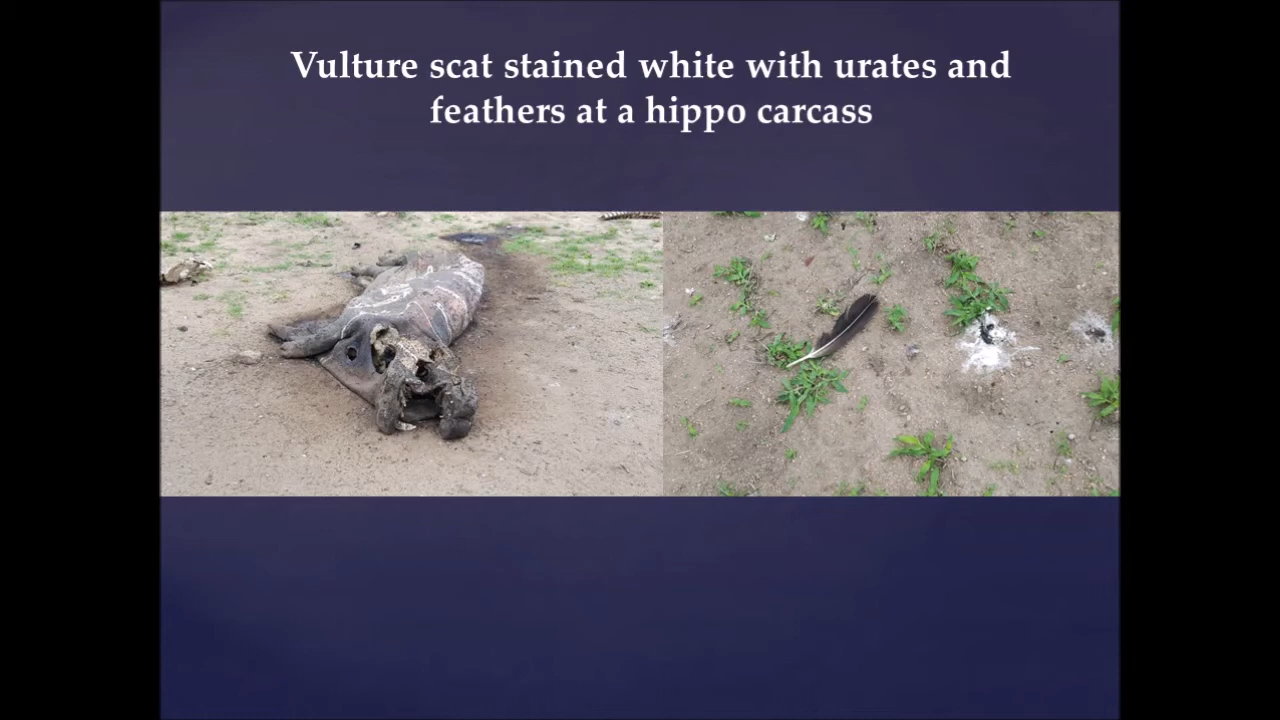 Vulture scat stained white with urates and
feathers at a hippo carcass